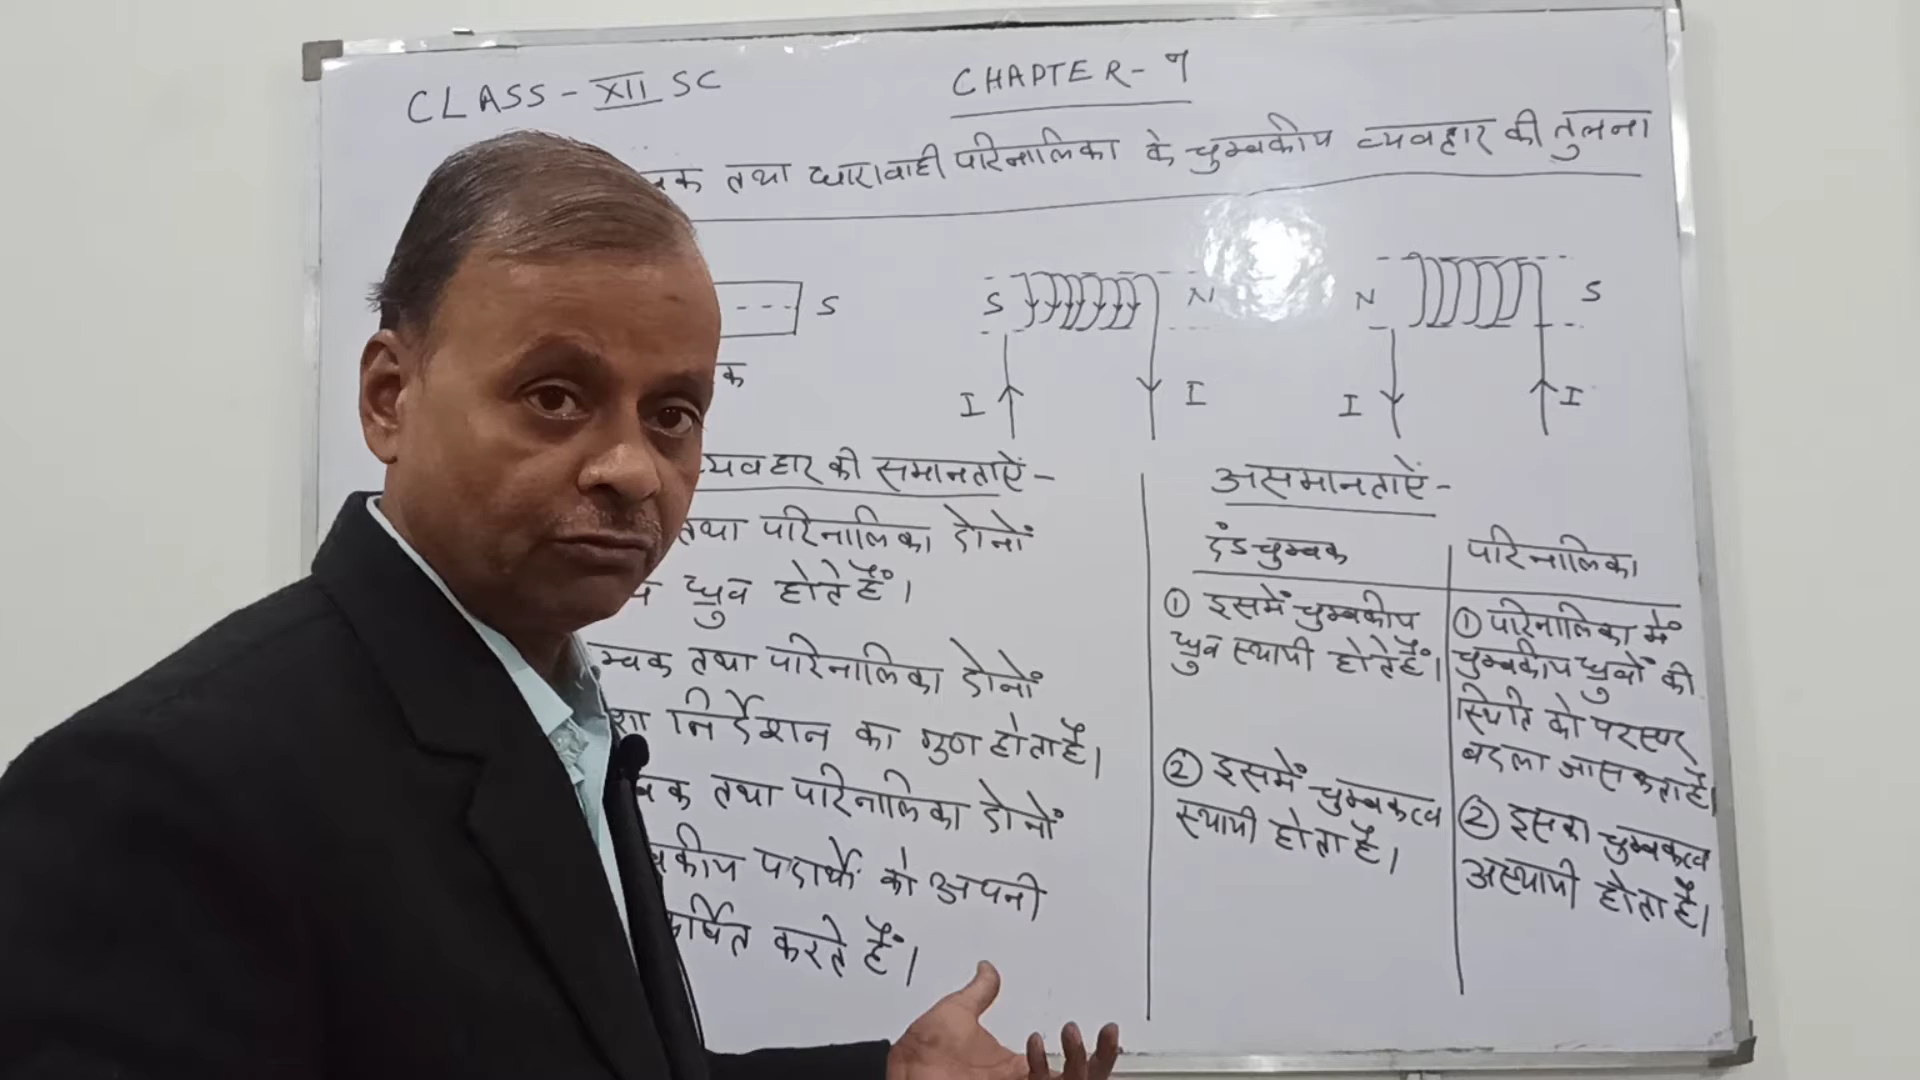 CLASS - XII SC
CHAPTER - 9
तथा धारावाही परिनालिका के चुम्बकीय व्यवहार की तुलना
S
S N
N S
I I
I I
व्यवहार की समानताऐं -
तथा परिनालिका दोनों
ध्रुव होते हैं।
म्बक तथा परिनालिका दोनों
निर्देशन का गुण होता है।
तथा परिनालिका दोनों
पदार्थों को अपनी
करते हैं।
असमानताऐं -
दंड चुम्बक
① इसमें चुम्बकीय
ध्रुव स्थायी होते हैं।
② इसमें चुम्बकत्व
स्थायी होता है।
परिनालिका
① परिनालिका में
चुम्बकीय ध्रुवों की
स्थिति को परस्पर
बदला जा सकता है।
② इसका चुम्बकत्व
अस्थायी होता है।